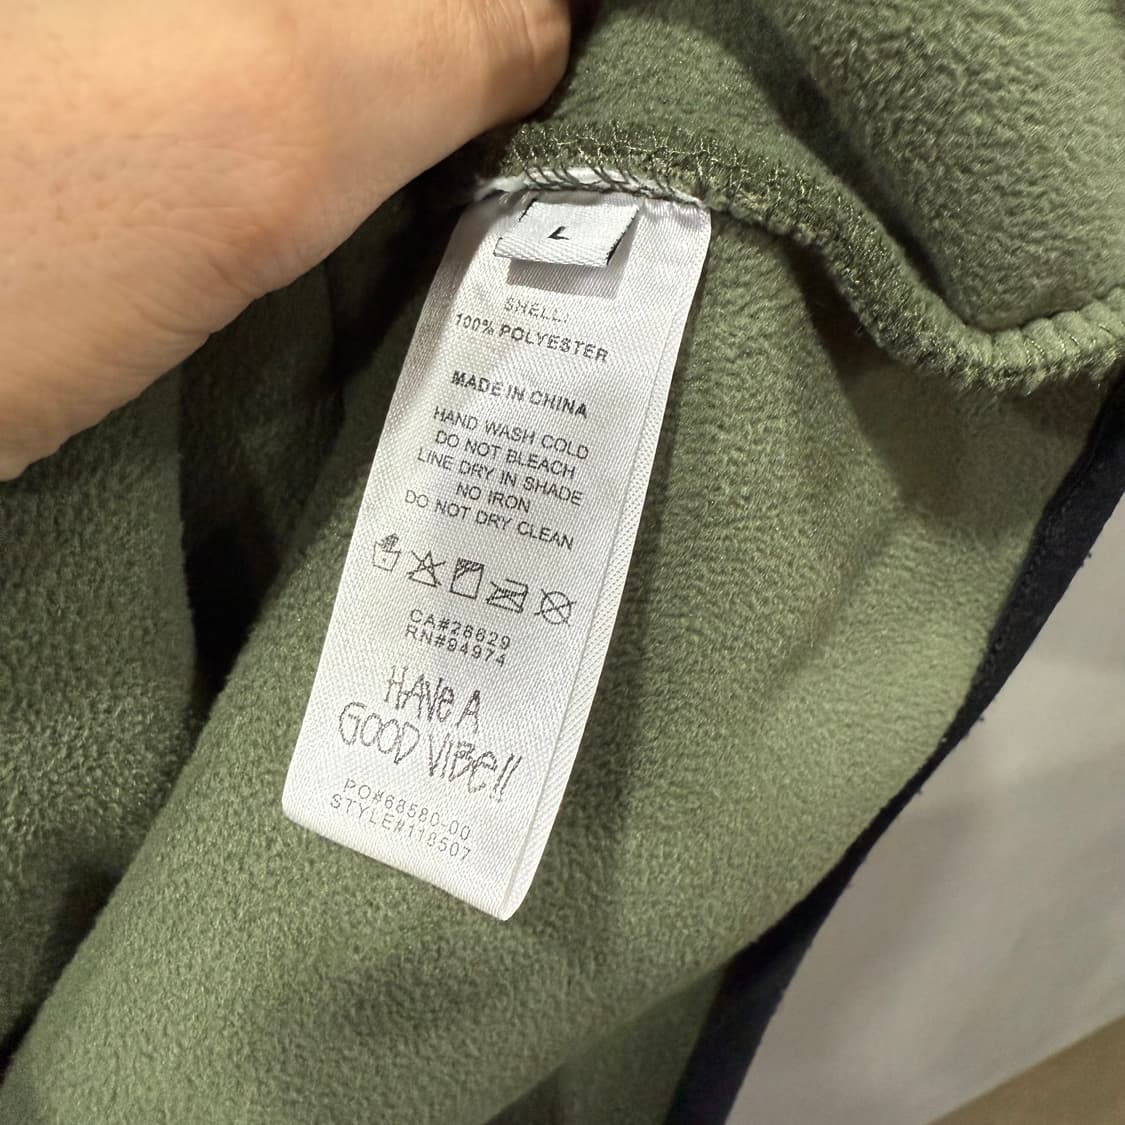 L
SHELL:
100% POLYESTER
MADE IN CHINA
HAND WASH COLD
DO NOT BLEACH
LINE DRY IN SHADE
NO IRON
DO NOT DRY CLEAN
CA#28629
RN#94974
HAVE A
GOOD VIBE!!
PO#68580-00
STYLE#118507